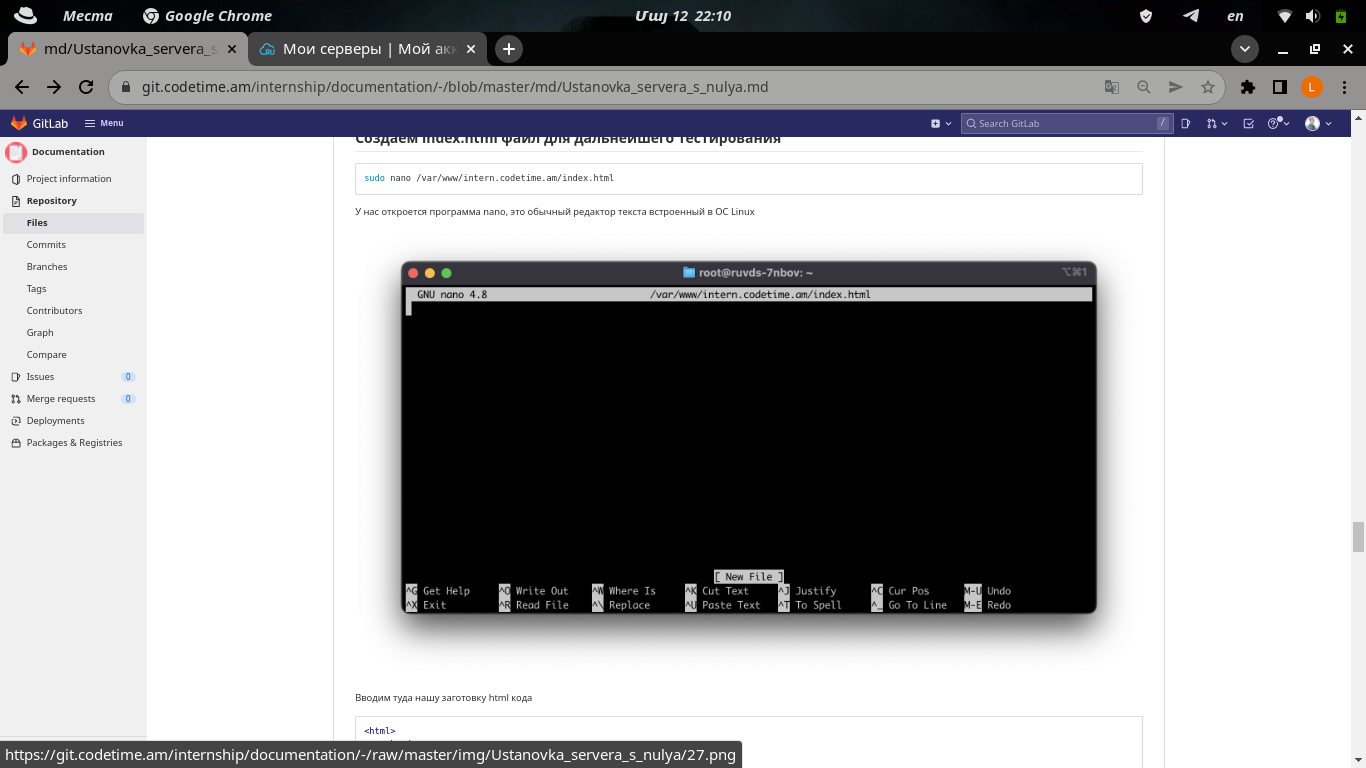 Места
Google Chrome
Մայ 12 22:10
en
md/Ustanovka_servera_s_
Мои серверы | Мой акк
git.codetime.am/internship/documentation/-/blob/master/md/Ustanovka_servera_s_nulya.md
L
GitLab
Menu
Search GitLab
/
Documentation
Project information
Repository
Files
Commits
Branches
Tags
Contributors
Graph
Compare
Issues 0
Merge requests 0
Deployments
Packages & Registries
Создаем index.html файл для дальнейшего тестирования
sudo nano /var/www/intern.codetime.am/index.html
У нас откроется программа nano, это обычный редактор текста встроенный в ОС Linux
root@ruvds-7nbov: ~
⌥⌘1
GNU nano 4.8 /var/www/intern.codetime.am/index.html
[ New File ]
^G Get Help ^O Write Out ^W Where Is ^K Cut Text ^J Justify ^C Cur Pos M-U Undo
^X Exit ^R Read File ^\ Replace ^U Paste Text ^T To Spell ^_ Go To Line M-E Redo
Вводим туда нашу заготовку html кода
<html>
https://git.codetime.am/internship/documentation/-/raw/master/img/Ustanovka_servera_s_nulya/27.png